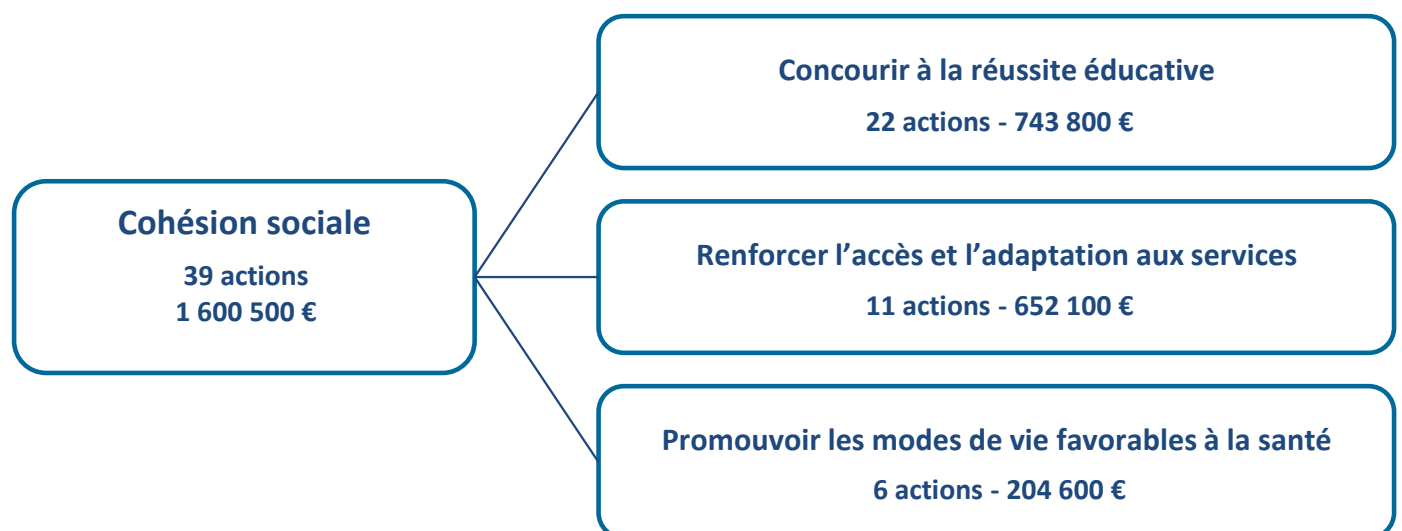 Cohésion sociale
39 actions
1 600 500 €
Concourir à la réussite éducative
22 actions - 743 800 €
Renforcer l’accès et l’adaptation aux services
11 actions - 652 100 €
Promouvoir les modes de vie favorables à la santé
6 actions - 204 600 €